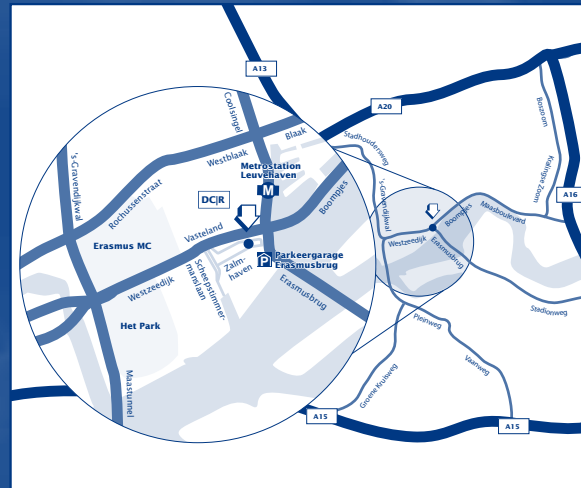 A13
A20
A16
A15
A15
Coolsingel
Blaak
Westblaak
's-Gravendijkwal
Rochussenstraat
Metrostation
Leuvehaven
M
DC|R
Boompjes
Vasteland
Erasmus MC
Zalm-
haven
P
Parkeergarage
Erasmusbrug
Westzeedijk
Scheepstimmer-
manslaan
Erasmusbrug
Het Park
Maastunnel
Stadhoudersweg
's-Gravendijkwal
Westzeedijk
Boompjes
Erasmusbrug
Maasboulevard
Boszoom
Kralingse Zoom
Stadionweg
Pleinweg
Vaanweg
Groene Kruisweg